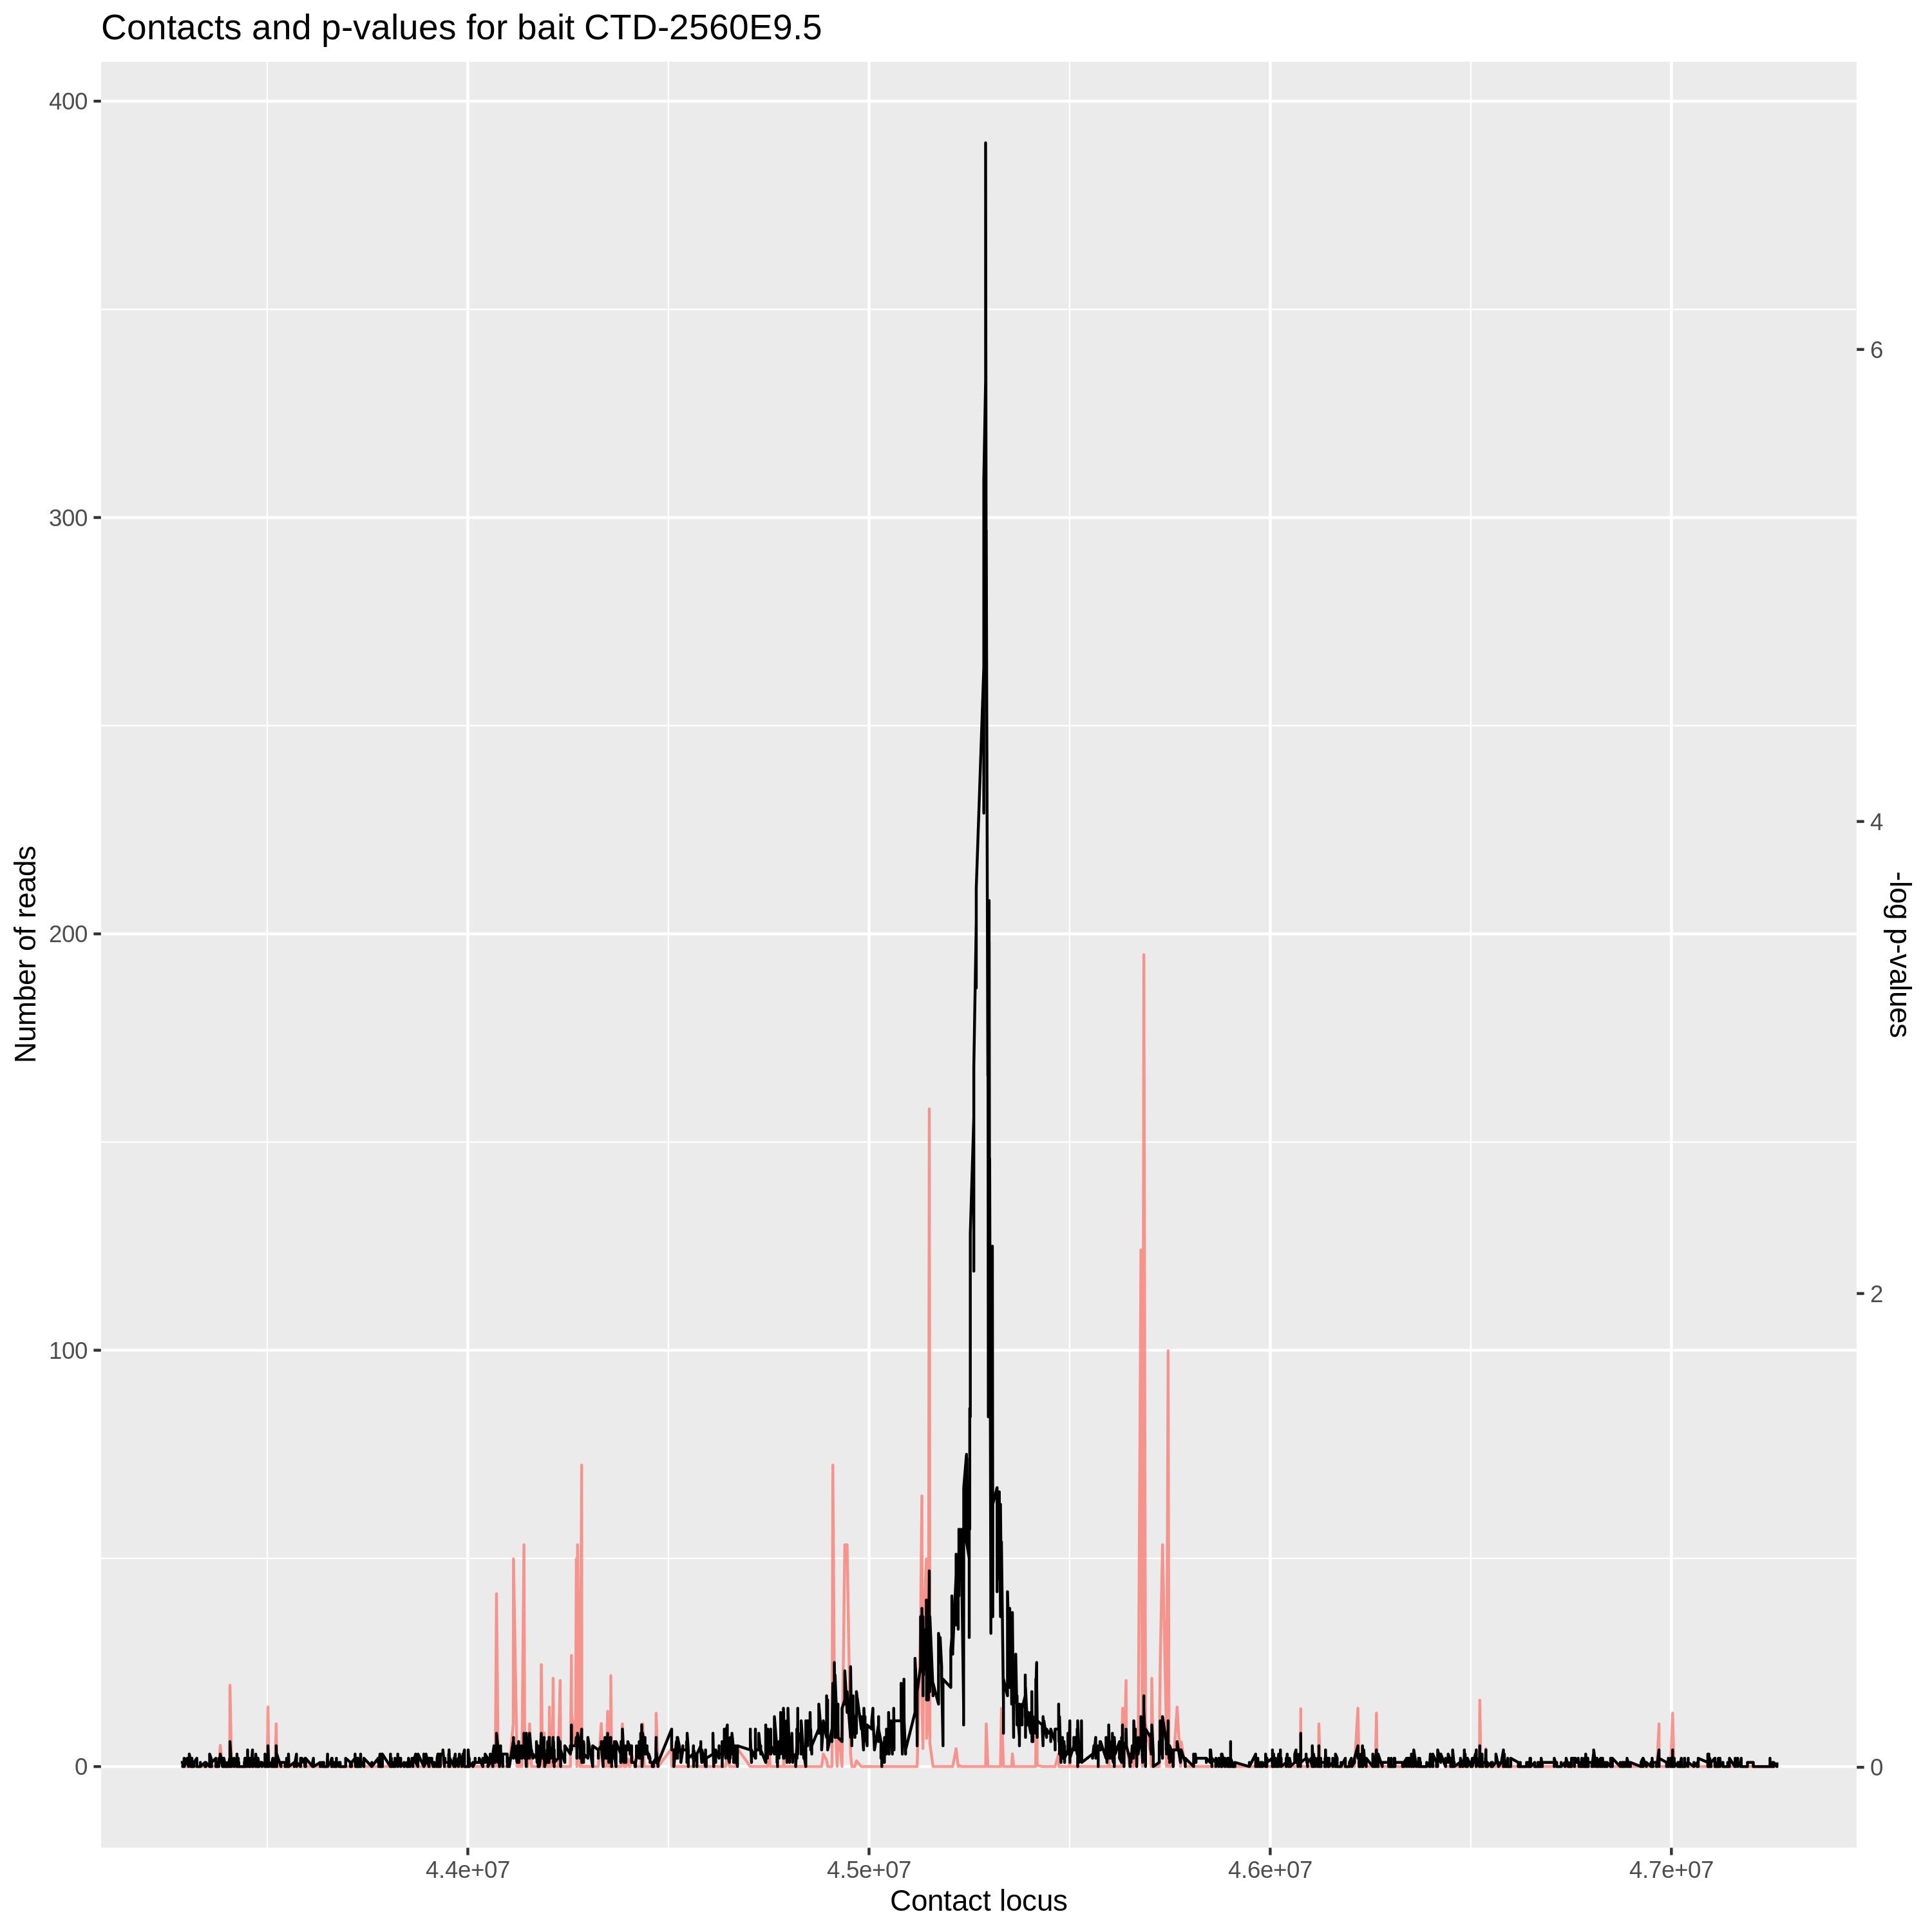 Contacts and p-values for bait CTD-2560E9.5
400
300
200
100
0
Number of reads
6
4
2
0
-log p-values
4.4e+07 4.5e+07 4.6e+07 4.7e+07
Contact locus